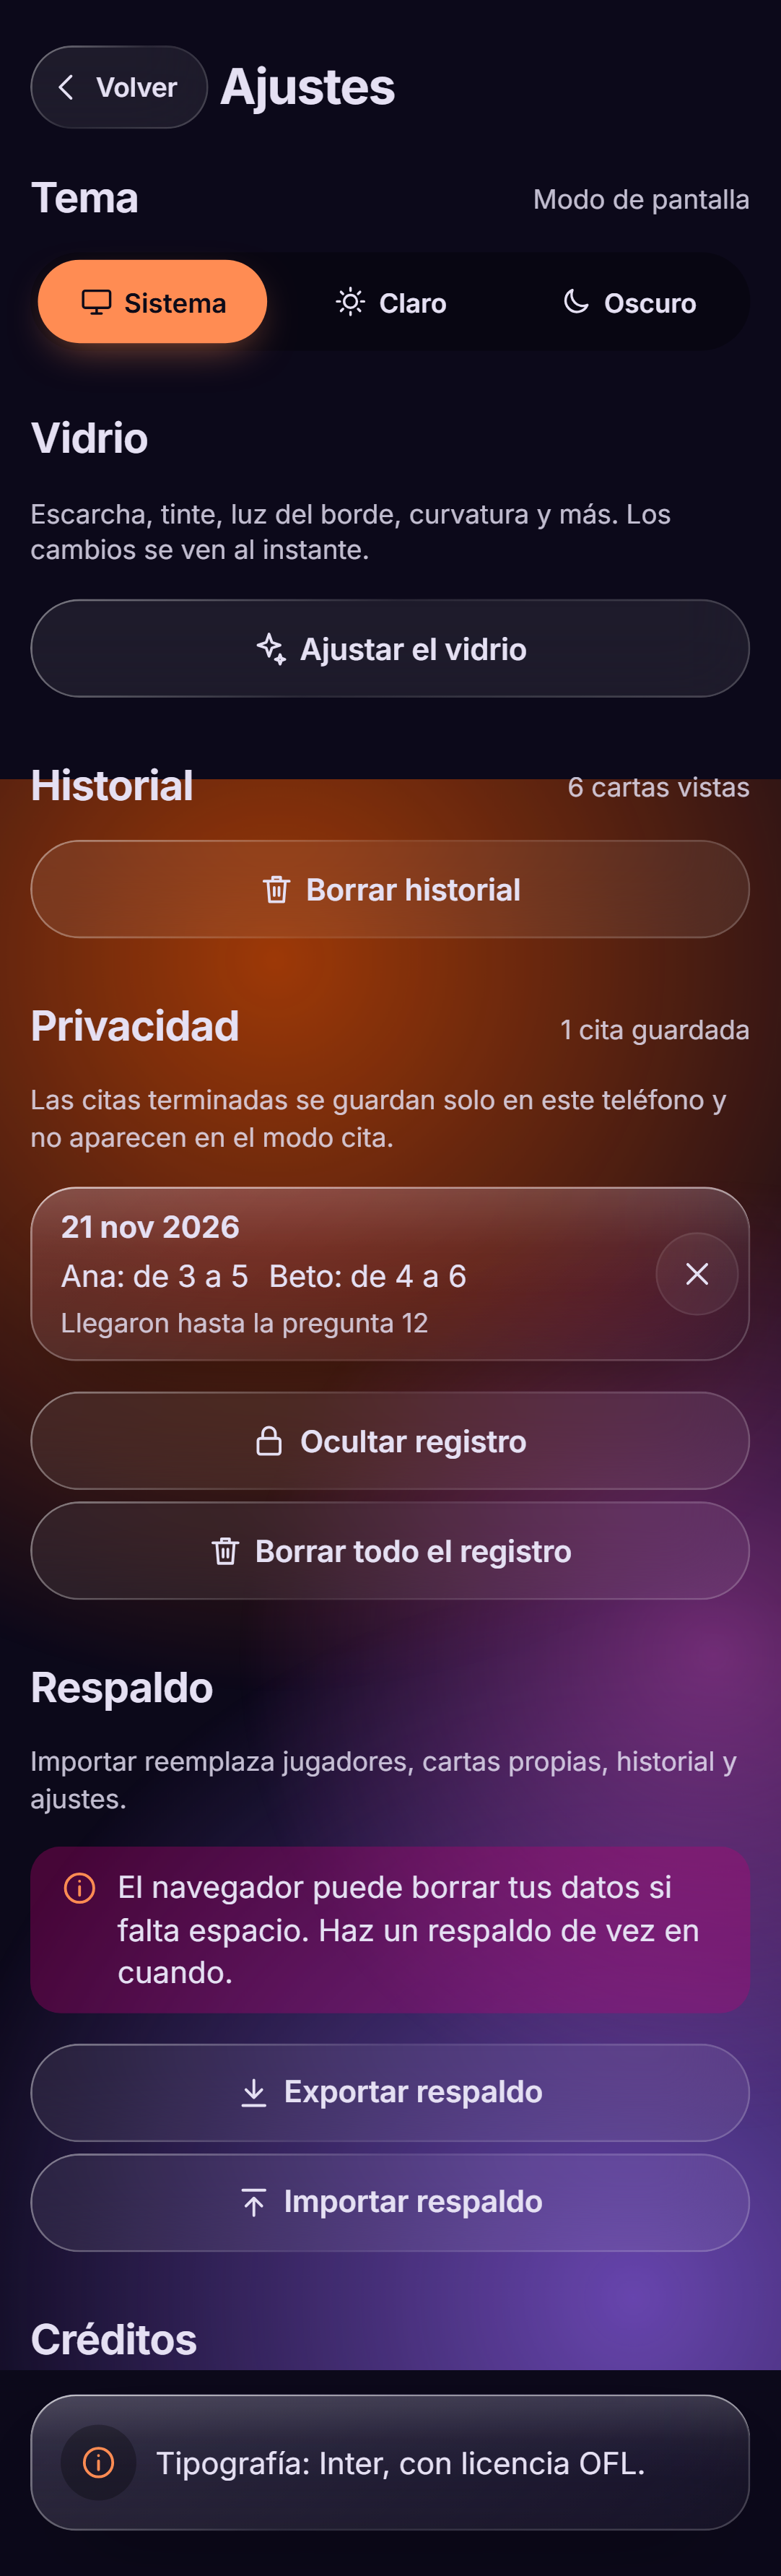 Volver
Ajustes
Tema
Modo de pantalla
Sistema
Claro
Oscuro
Vidrio
Escarcha, tinte, luz del borde, curvatura y más. Los
cambios se ven al instante.
Ajustar el vidrio
Historial
6 cartas vistas
Borrar historial
Privacidad
1 cita guardada
Las citas terminadas se guardan solo en este teléfono y
no aparecen en el modo cita.
21 nov 2026
Ana: de 3 a 5 Beto: de 4 a 6
Llegaron hasta la pregunta 12
Ocultar registro
Borrar todo el registro
Respaldo
Importar reemplaza jugadores, cartas propias, historial y
ajustes.
El navegador puede borrar tus datos si
falta espacio. Haz un respaldo de vez en
cuando.
Exportar respaldo
Importar respaldo
Créditos
Tipografía: Inter, con licencia OFL.